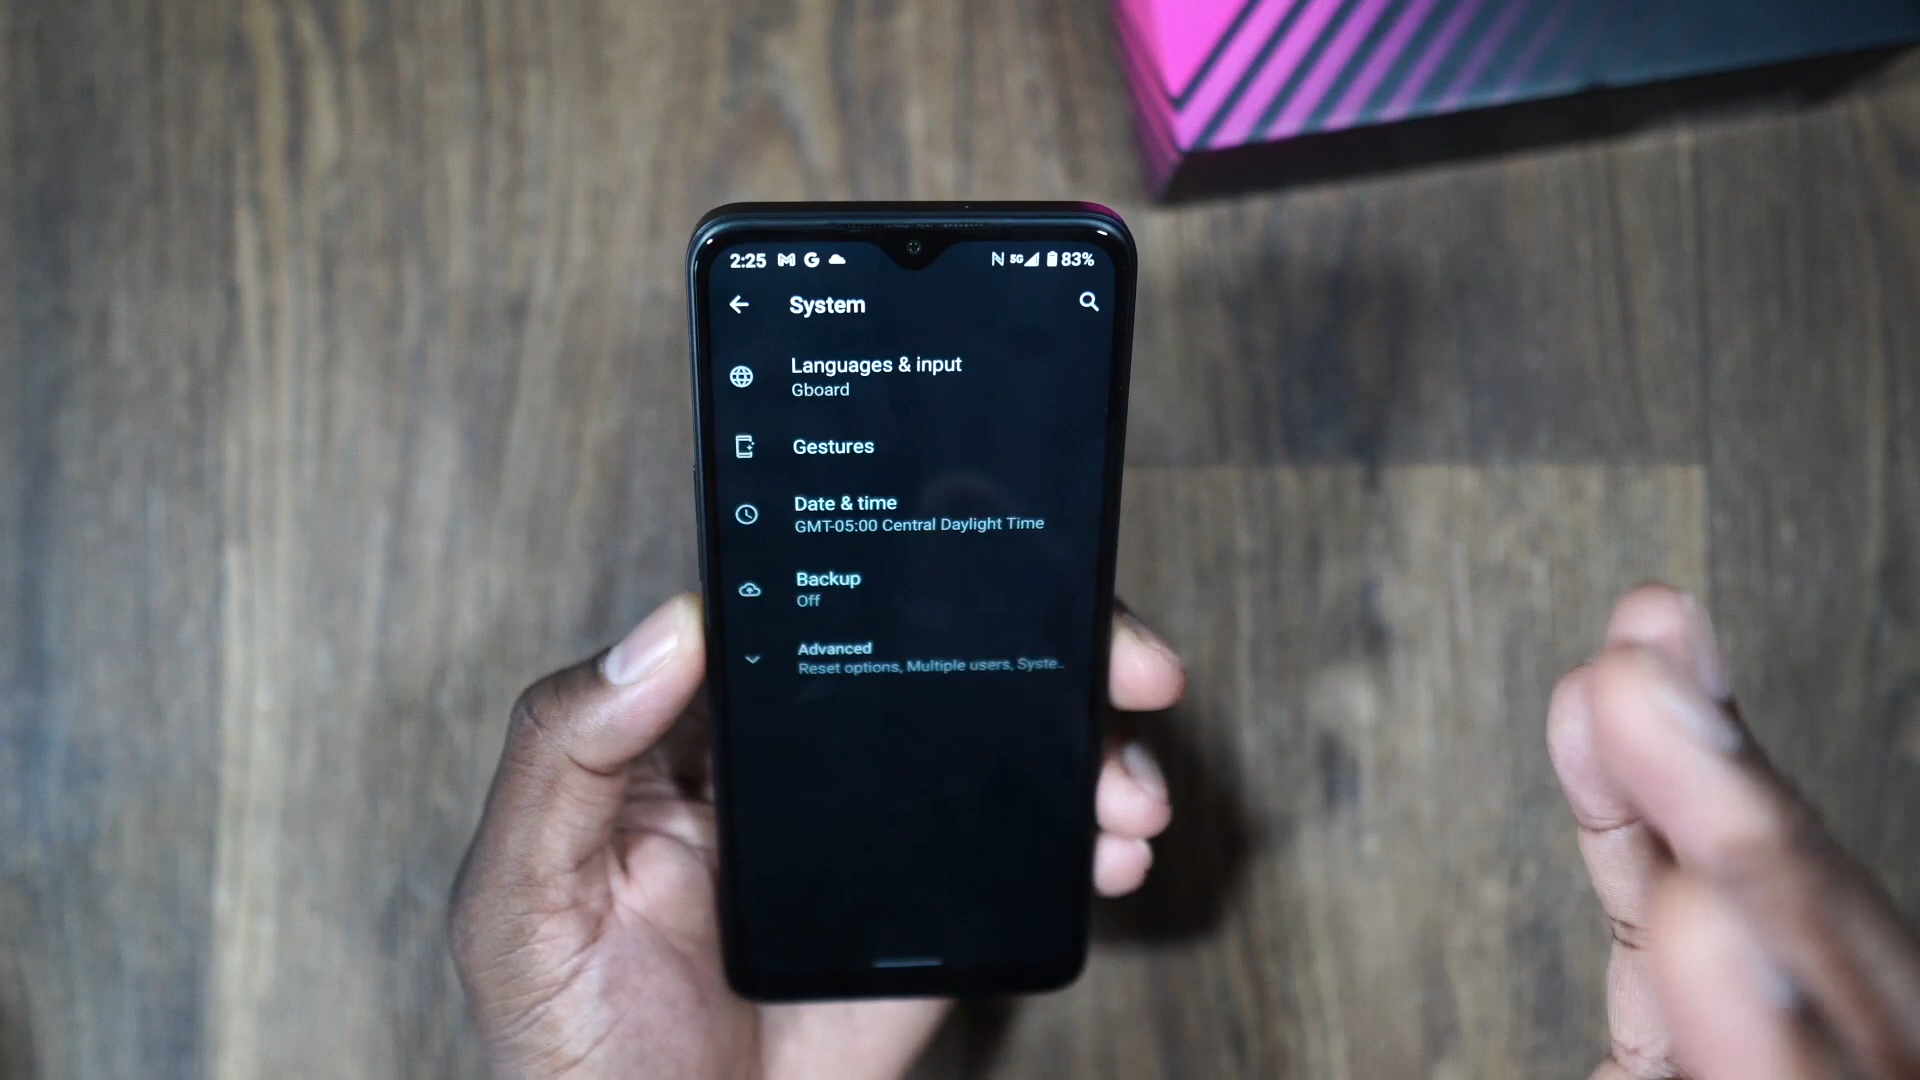 2:25 M G N 5G 83%
System
Languages & input
Gboard
Gestures
Date & time
GMT-05:00 Central Daylight Time
Backup
Off
Advanced
Reset options, Multiple users, Syste..